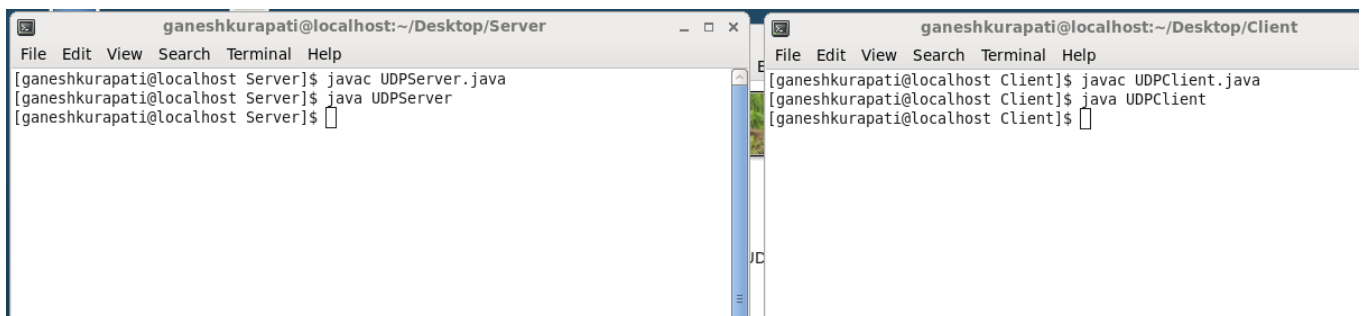 ganeshkurapati@localhost:~/Desktop/Server
File Edit View Search Terminal Help
[ganeshkurapati@localhost Server]$ javac UDPServer.java
[ganeshkurapati@localhost Server]$ java UDPServer
[ganeshkurapati@localhost Server]$
ganeshkurapati@localhost:~/Desktop/Client
File Edit View Search Terminal Help
[ganeshkurapati@localhost Client]$ javac UDPClient.java
[ganeshkurapati@localhost Client]$ java UDPClient
[ganeshkurapati@localhost Client]$